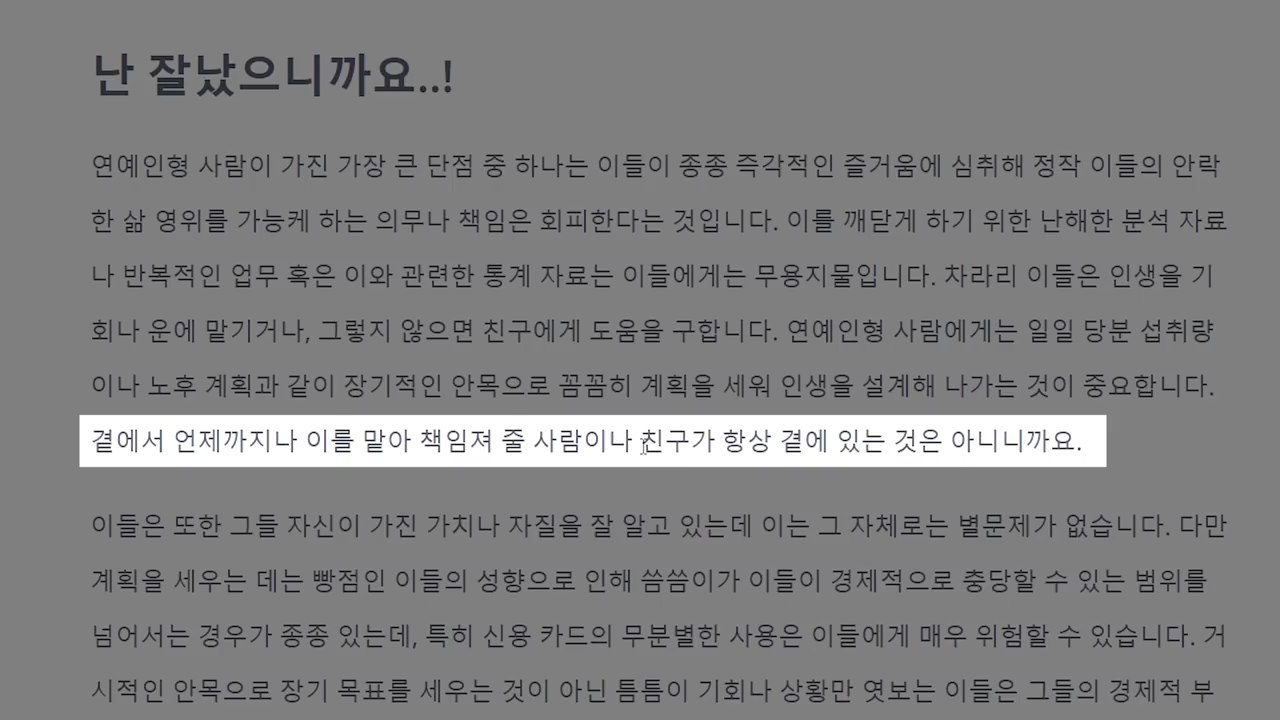 난 잘났으니까요..!
연예인형 사람이 가진 가장 큰 단점 중 하나는 이들이 종종 즉각적인 즐거움에 심취해 정작 이들의 안락
한 삶 영위를 가능케 하는 의무나 책임은 회피한다는 것입니다. 이를 깨닫게 하기 위한 난해한 분석 자료
나 반복적인 업무 혹은 이와 관련한 통계 자료는 이들에게는 무용지물입니다. 차라리 이들은 인생을 기
회나 운에 맡기거나, 그렇지 않으면 친구에게 도움을 구합니다. 연예인형 사람에게는 일일 당분 섭취량
이나 노후 계획과 같이 장기적인 안목으로 꼼꼼히 계획을 세워 인생을 설계해 나가는 것이 중요합니다.
곁에서 언제까지나 이를 맡아 책임져 줄 사람이나 친구가 항상 곁에 있는 것은 아니니까요.
이들은 또한 그들 자신이 가진 가치나 자질을 잘 알고 있는데 이는 그 자체로는 별문제가 없습니다. 다만
계획을 세우는 데는 빵점인 이들의 성향으로 인해 씀씀이가 이들이 경제적으로 충당할 수 있는 범위를
넘어서는 경우가 종종 있는데, 특히 신용 카드의 무분별한 사용은 이들에게 매우 위험할 수 있습니다. 거
시적인 안목으로 장기 목표를 세우는 것이 아닌 틈틈이 기회나 상황만 엿보는 이들은 그들의 경제적 부